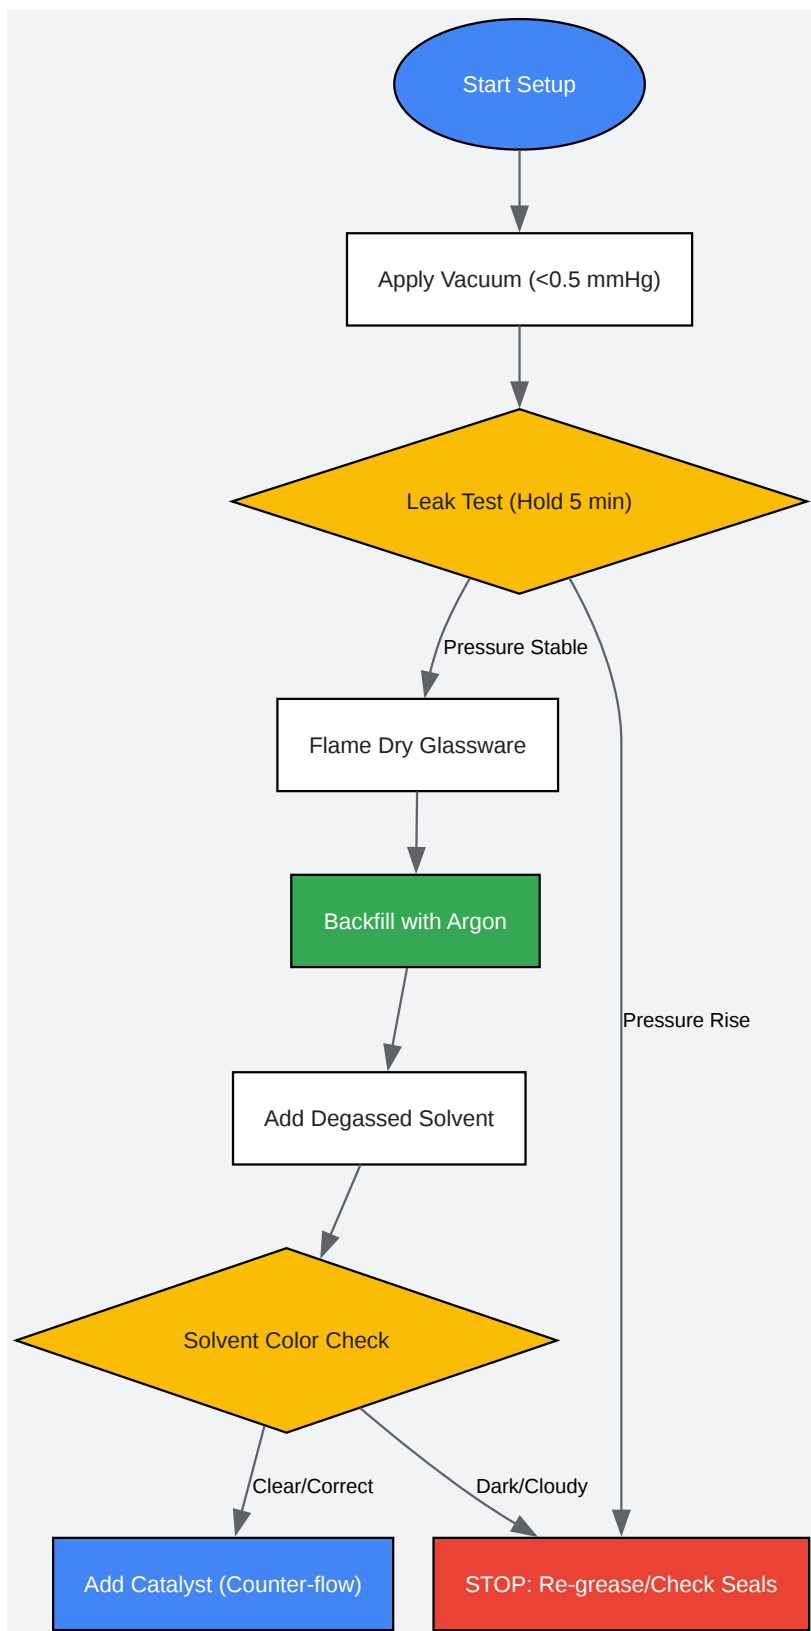 Start Setup
Apply Vacuum (<0.5 mmHg)
Leak Test (Hold 5 min)
Pressure Stable
Flame Dry Glassware
Backfill with Argon
Pressure Rise
Add Degassed Solvent
Solvent Color Check
Clear/Correct
Dark/Cloudy
Add Catalyst (Counter-flow)
STOP: Re-grease/Check Seals